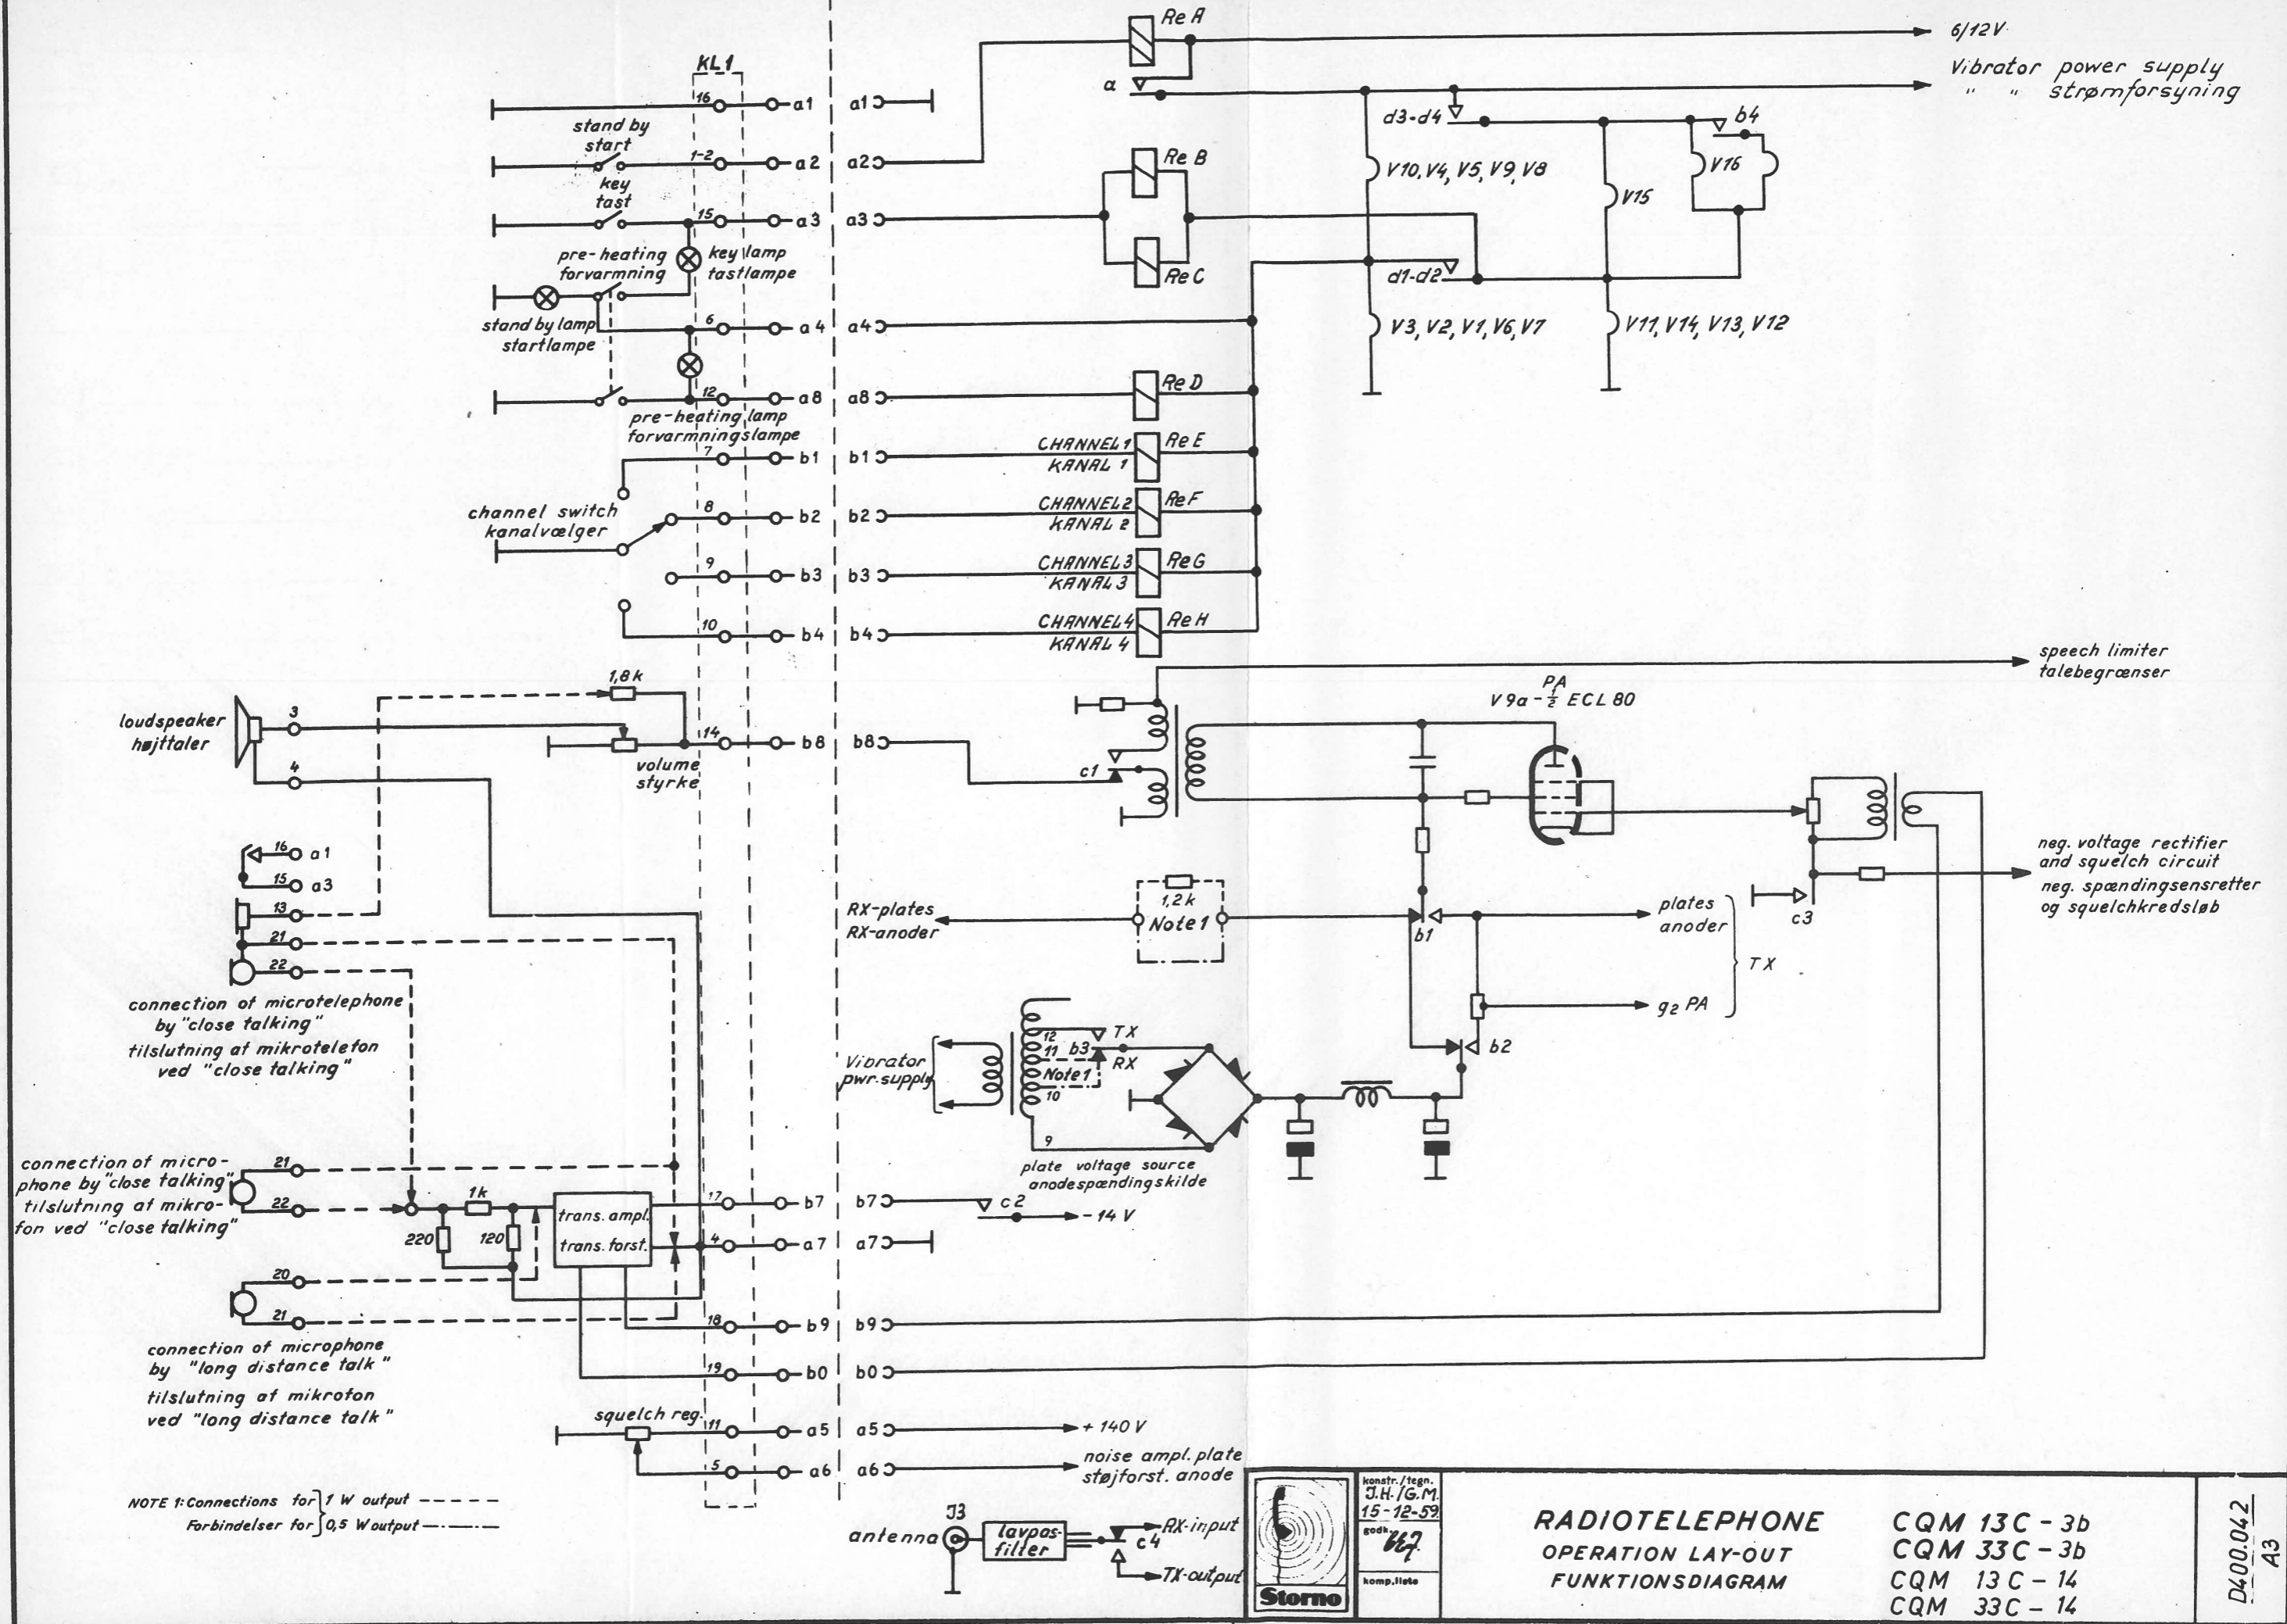 Re A
6/12V
Vibrator power supply
" " strømforsyning
KL1
a
16
a1
a1
stand by
start
1-2
a2
a2
d3-d4
b4
Re B
V10, V4, V5, V9, V8
V16
V15
key
tast
15
a3
a3
pre-heating
forvarmning
key lamp
tastlampe
Re C
d1-d2
stand by lamp
startlampe
6
a4
a4
V3, V2, V1, V6, V7
V11, V14, V13, V12
12
a8
a8
Re D
pre-heating lamp
forvarmningslampe
7
b1
b1
CHANNEL 1
KANAL 1
Re E
channel switch
kanalvælger
8
b2
b2
CHANNEL 2
KANAL 2
Re F
9
b3
b3
CHANNEL 3
KANAL 3
Re G
10
b4
b4
CHANNEL 4
KANAL 4
Re H
speech limiter
talebegrænser
1,8k
PA
V9a - ½ ECL 80
loudspeaker
højttaler
3
4
14
b8
b8
volume
styrke
c1
16
a1
15
a3
13
21
22
connection of microtelephone
by "close talking"
tilslutning af mikrotelefon
ved "close talking"
neg. voltage rectifier
and squelch circuit
neg. spændingsensretter
og squelchkredsløb
c3
RX-plates
RX-anoder
1,2k
Note 1
b1
plates
anoder
TX
g2 PA
b2
Vibrator
pwr. supply
12
11
b3
TX
RX
Note 1
10
9
plate voltage source
anodespændingskilde
connection of micro-
phone by "close talking"
tilslutning af mikro-
fon ved "close talking"
21
22
1k
220
120
trans. ampl.
trans. forst.
17
b7
b7
c2
-14 V
4
a7
a7
20
21
connection of microphone
by "long distance talk"
tilslutning af mikrofon
ved "long distance talk"
18
b9
b9
19
b0
b0
squelch reg.
11
a5
a5
+ 140 V
5
a6
a6
noise ampl. plate
støjforst. anode
NOTE 1: Connections for 1 W output
Forbindelser for 0,5 W output
antenna
J3
lavpas-
filter
c4
RX-input
TX-output
Storno
konstr./tegn.
J.H./G.M.
15-12-59
godk.
komp.liste
RADIOTELEPHONE
OPERATION LAY-OUT
FUNKTIONSDIAGRAM
CQM 13C - 3b
CQM 33C - 3b
CQM 13C - 14
CQM 33C - 14
D400.042
A3